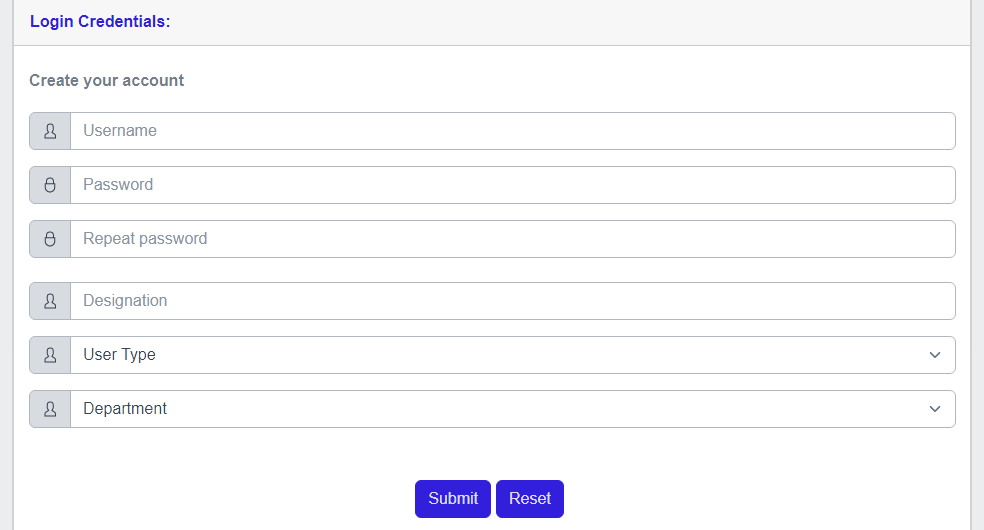 Login Credentials:
Create your account
Username
Password
Repeat password
Designation
User Type
Department
Submit Reset